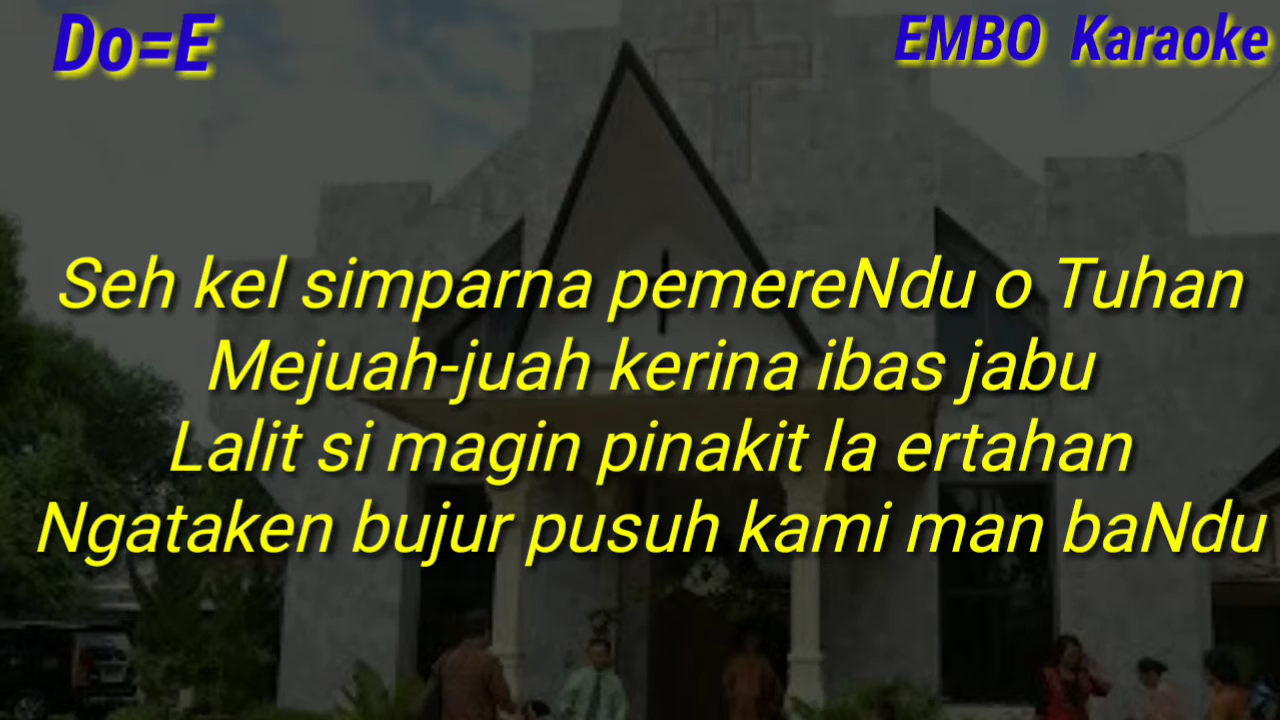 Do=E
EMBO Karaoke
Seh kel simparna pemereNdu o Tuhan
Mejuah-juah kerina ibas jabu
Lalit si magin pinakit la ertahan
Ngataken bujur pusuh kami man baNdu